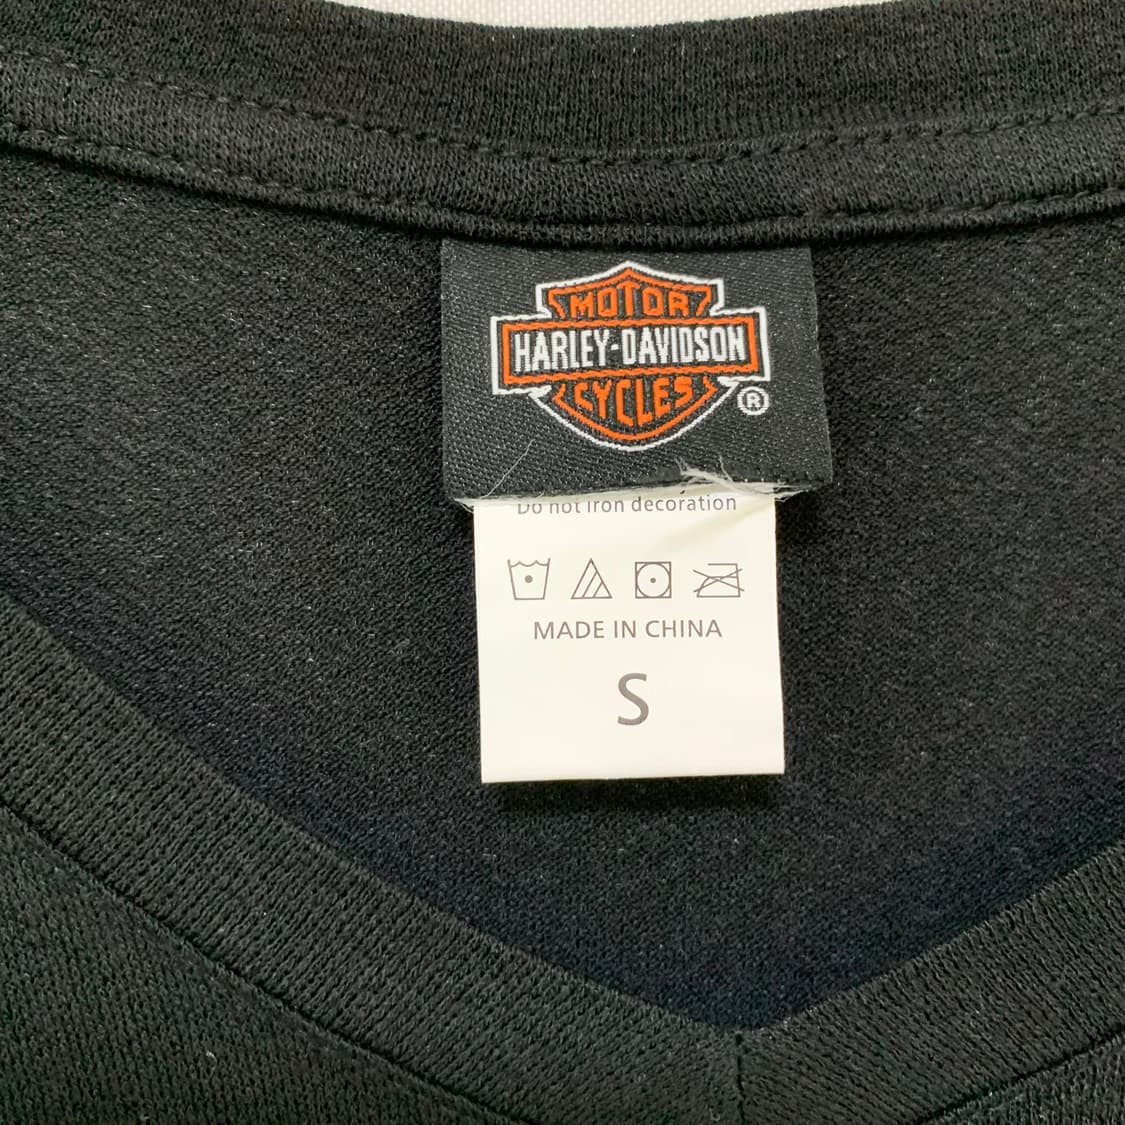 MOTOR
HARLEY-DAVIDSON
CYCLES ®
Do not iron decoration
MADE IN CHINA
S